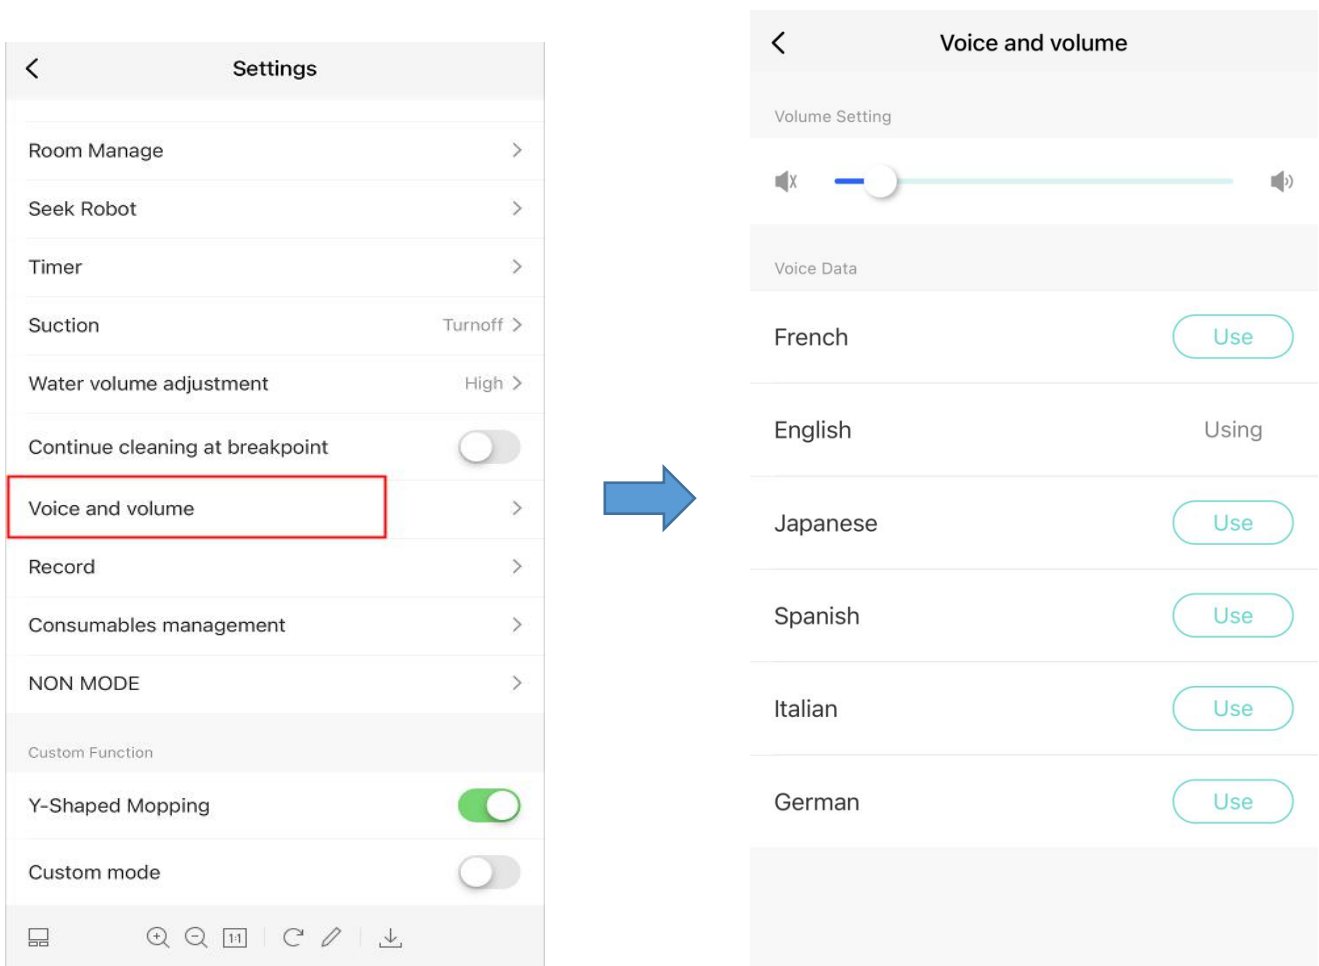 Settings
Room Manage
Seek Robot
Timer
Suction Turnoff
Water volume adjustment High
Continue cleaning at breakpoint
Voice and volume
Record
Consumables management
NON MODE
Custom Function
Y-Shaped Mopping
Custom mode
1:1
Voice and volume
Volume Setting
Voice Data
French Use
English Using
Japanese Use
Spanish Use
Italian Use
German Use